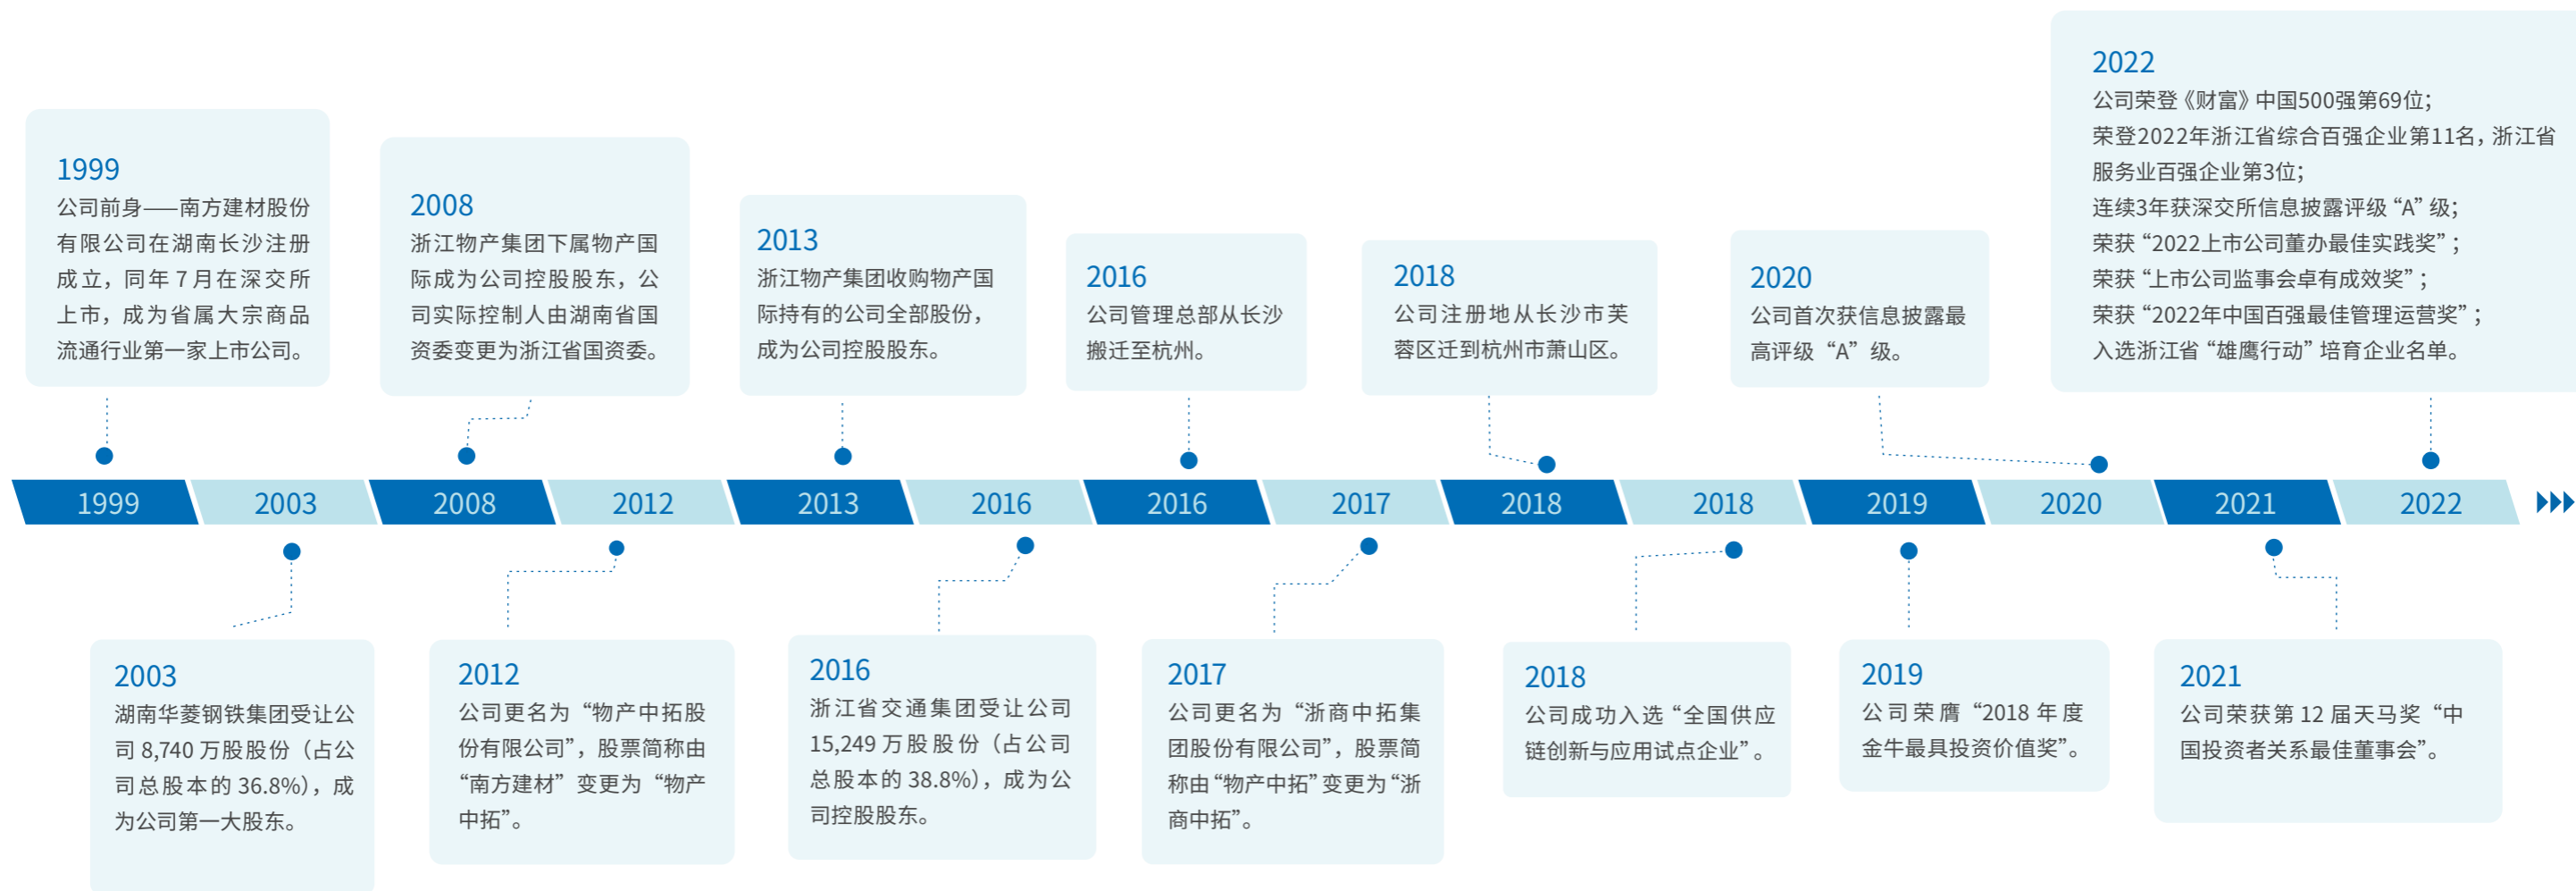 1999
公司前身——南方建材股份
有限公司在湖南长沙注册
成立，同年 7 月在深交所
上市，成为省属大宗商品
流通行业第一家上市公司。
2008
浙江物产集团下属物产国
际成为公司控股股东，公
司实际控制人由湖南省国
资委变更为浙江省国资委。
2013
浙江物产集团收购物产国
际持有的公司全部股份，
成为公司控股股东。
2016
公司管理总部从长沙
搬迁至杭州。
2018
公司注册地从长沙市芙
蓉区迁到杭州市萧山区。
2020
公司首次获信息披露最
高评级“A”级。
2022
公司荣登《财富》中国500强第69位；
荣登2022年浙江省综合百强企业第11名，浙江省
服务业百强企业第3位；
连续3年获深交所信息披露评级“A”级；
荣获“2022上市公司董办最佳实践奖”；
荣获“上市公司监事会卓有成效奖”；
荣获“2022年中国百强最佳管理运营奖”；
入选浙江省“雄鹰行动”培育企业名单。
1999 2003 2008 2012 2013 2016 2016 2017 2018 2018 2019 2020 2021 2022
2003
湖南华菱钢铁集团受让公
司 8,740 万股股份（占公
司总股本的 36.8%），成
为公司第一大股东。
2012
公司更名为“物产中拓股
份有限公司”，股票简称由
“南方建材”变更为“物产
中拓”。
2016
浙江省交通集团受让公司
15,249 万股股份（占公司
总股本的 38.8%），成为公
司控股股东。
2017
公司更名为“浙商中拓集
团股份有限公司”，股票简
称由“物产中拓”变更为“浙
商中拓”。
2018
公司成功入选“全国供应
链创新与应用试点企业”。
2019
公司荣膺“2018 年度
金牛最具投资价值奖”。
2021
公司荣获第 12 届天马奖“中
国投资者关系最佳董事会”。